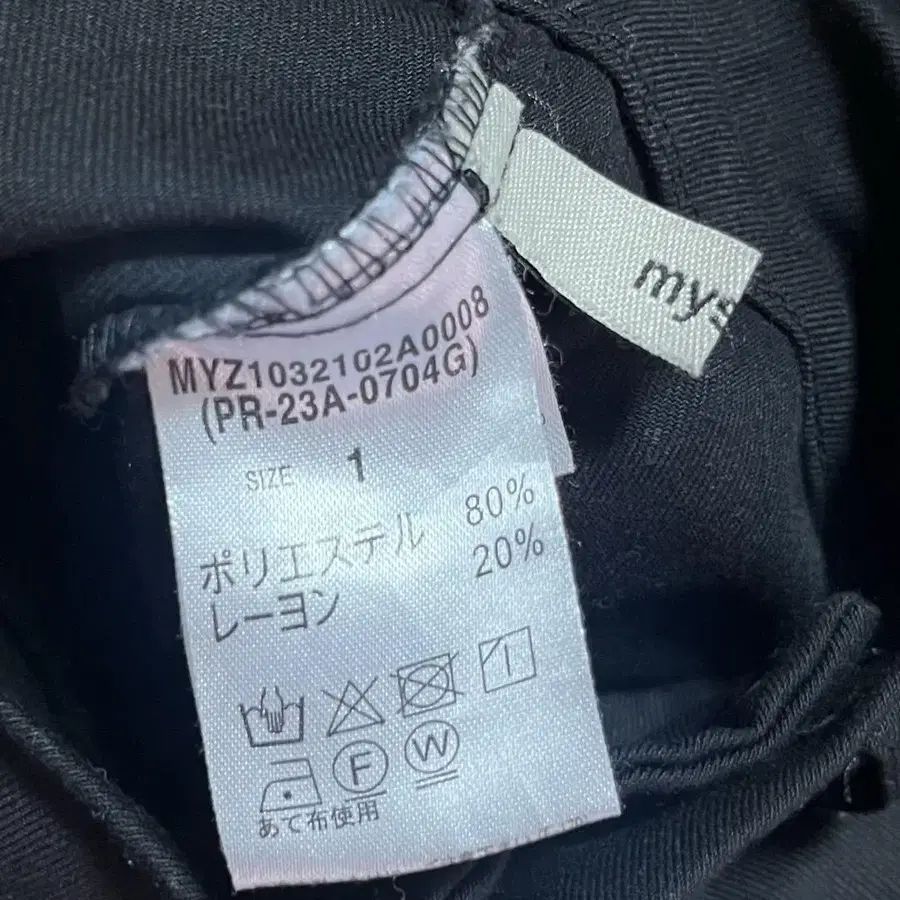 mys
MYZ1032102A0008
(PR-23A-0704G)
SIZE 1
ポリエステル 80%
レーヨン 20%
F W
あて布使用